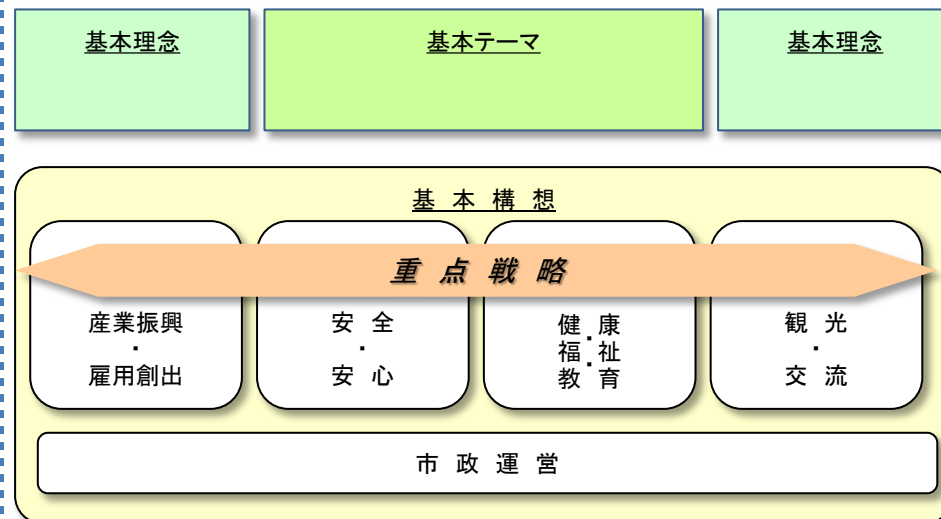 基本理念
基本テーマ
基本理念
基本構想
重点戦略
産業振興
・
雇用創出
安全
・
安心
健康
・
福祉
・
教育
観光
・
交流
市政運営